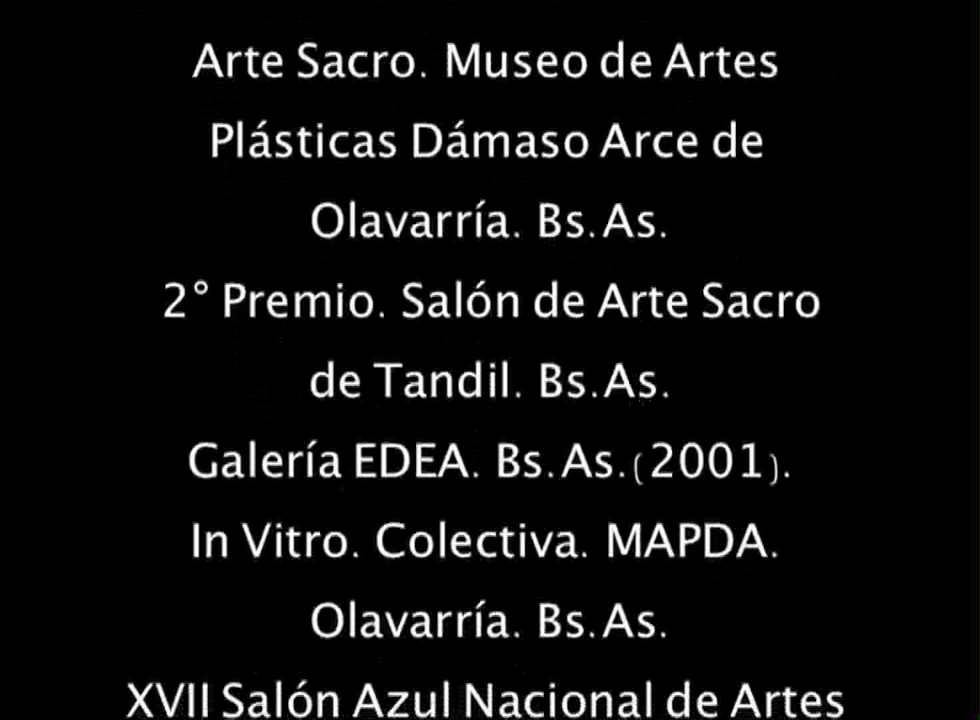 Arte Sacro. Museo de Artes
Plásticas Dámaso Arce de
Olavarría. Bs.As.
2° Premio. Salón de Arte Sacro
de Tandil. Bs.As.
Galería EDEA. Bs.As.(2001).
In Vitro. Colectiva. MAPDA.
Olavarría. Bs.As.
XVII Salón Azul Nacional de Artes